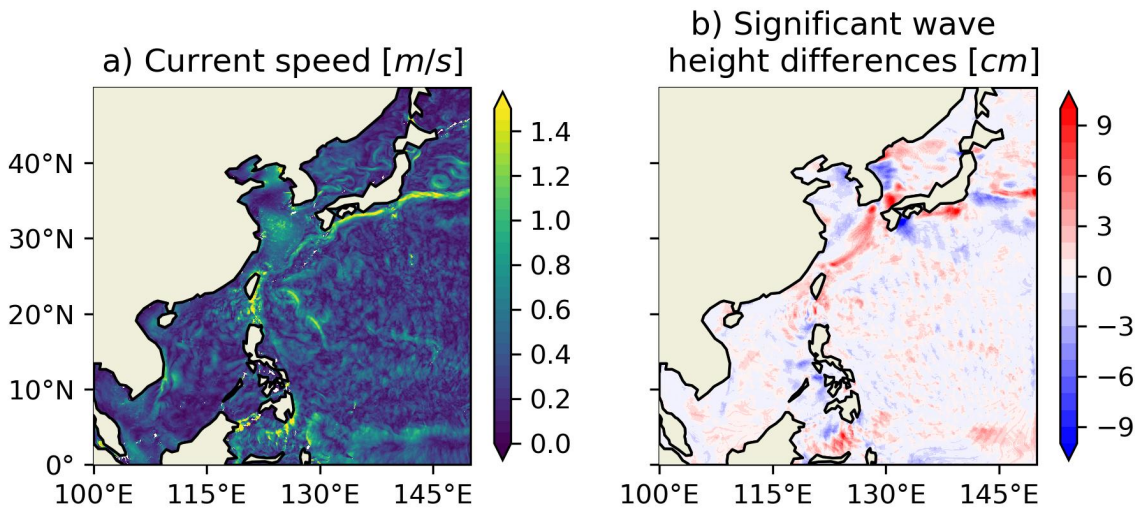 a) Current speed [m/s]
40°N
30°N
20°N
10°N
0°
100°E 115°E 130°E 145°E
1.4
1.2
1.0
0.8
0.6
0.4
0.2
0.0
b) Significant wave
height differences [cm]
100°E 115°E 130°E 145°E
9
6
3
0
−3
−6
−9